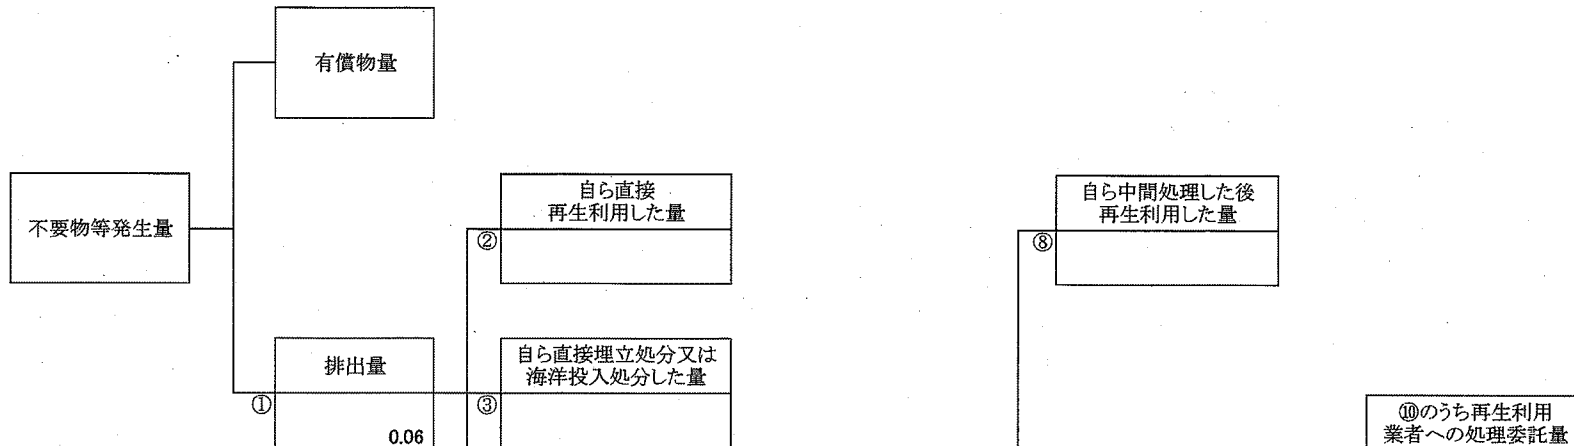 有償物量
不要物等発生量
自ら直接
再生利用した量
②
自ら中間処理した後
再生利用した量
⑧
排出量
①
0.06
自ら直接埋立処分又は
海洋投入処分した量
③
⑩のうち再生利用
業者への処理委託量